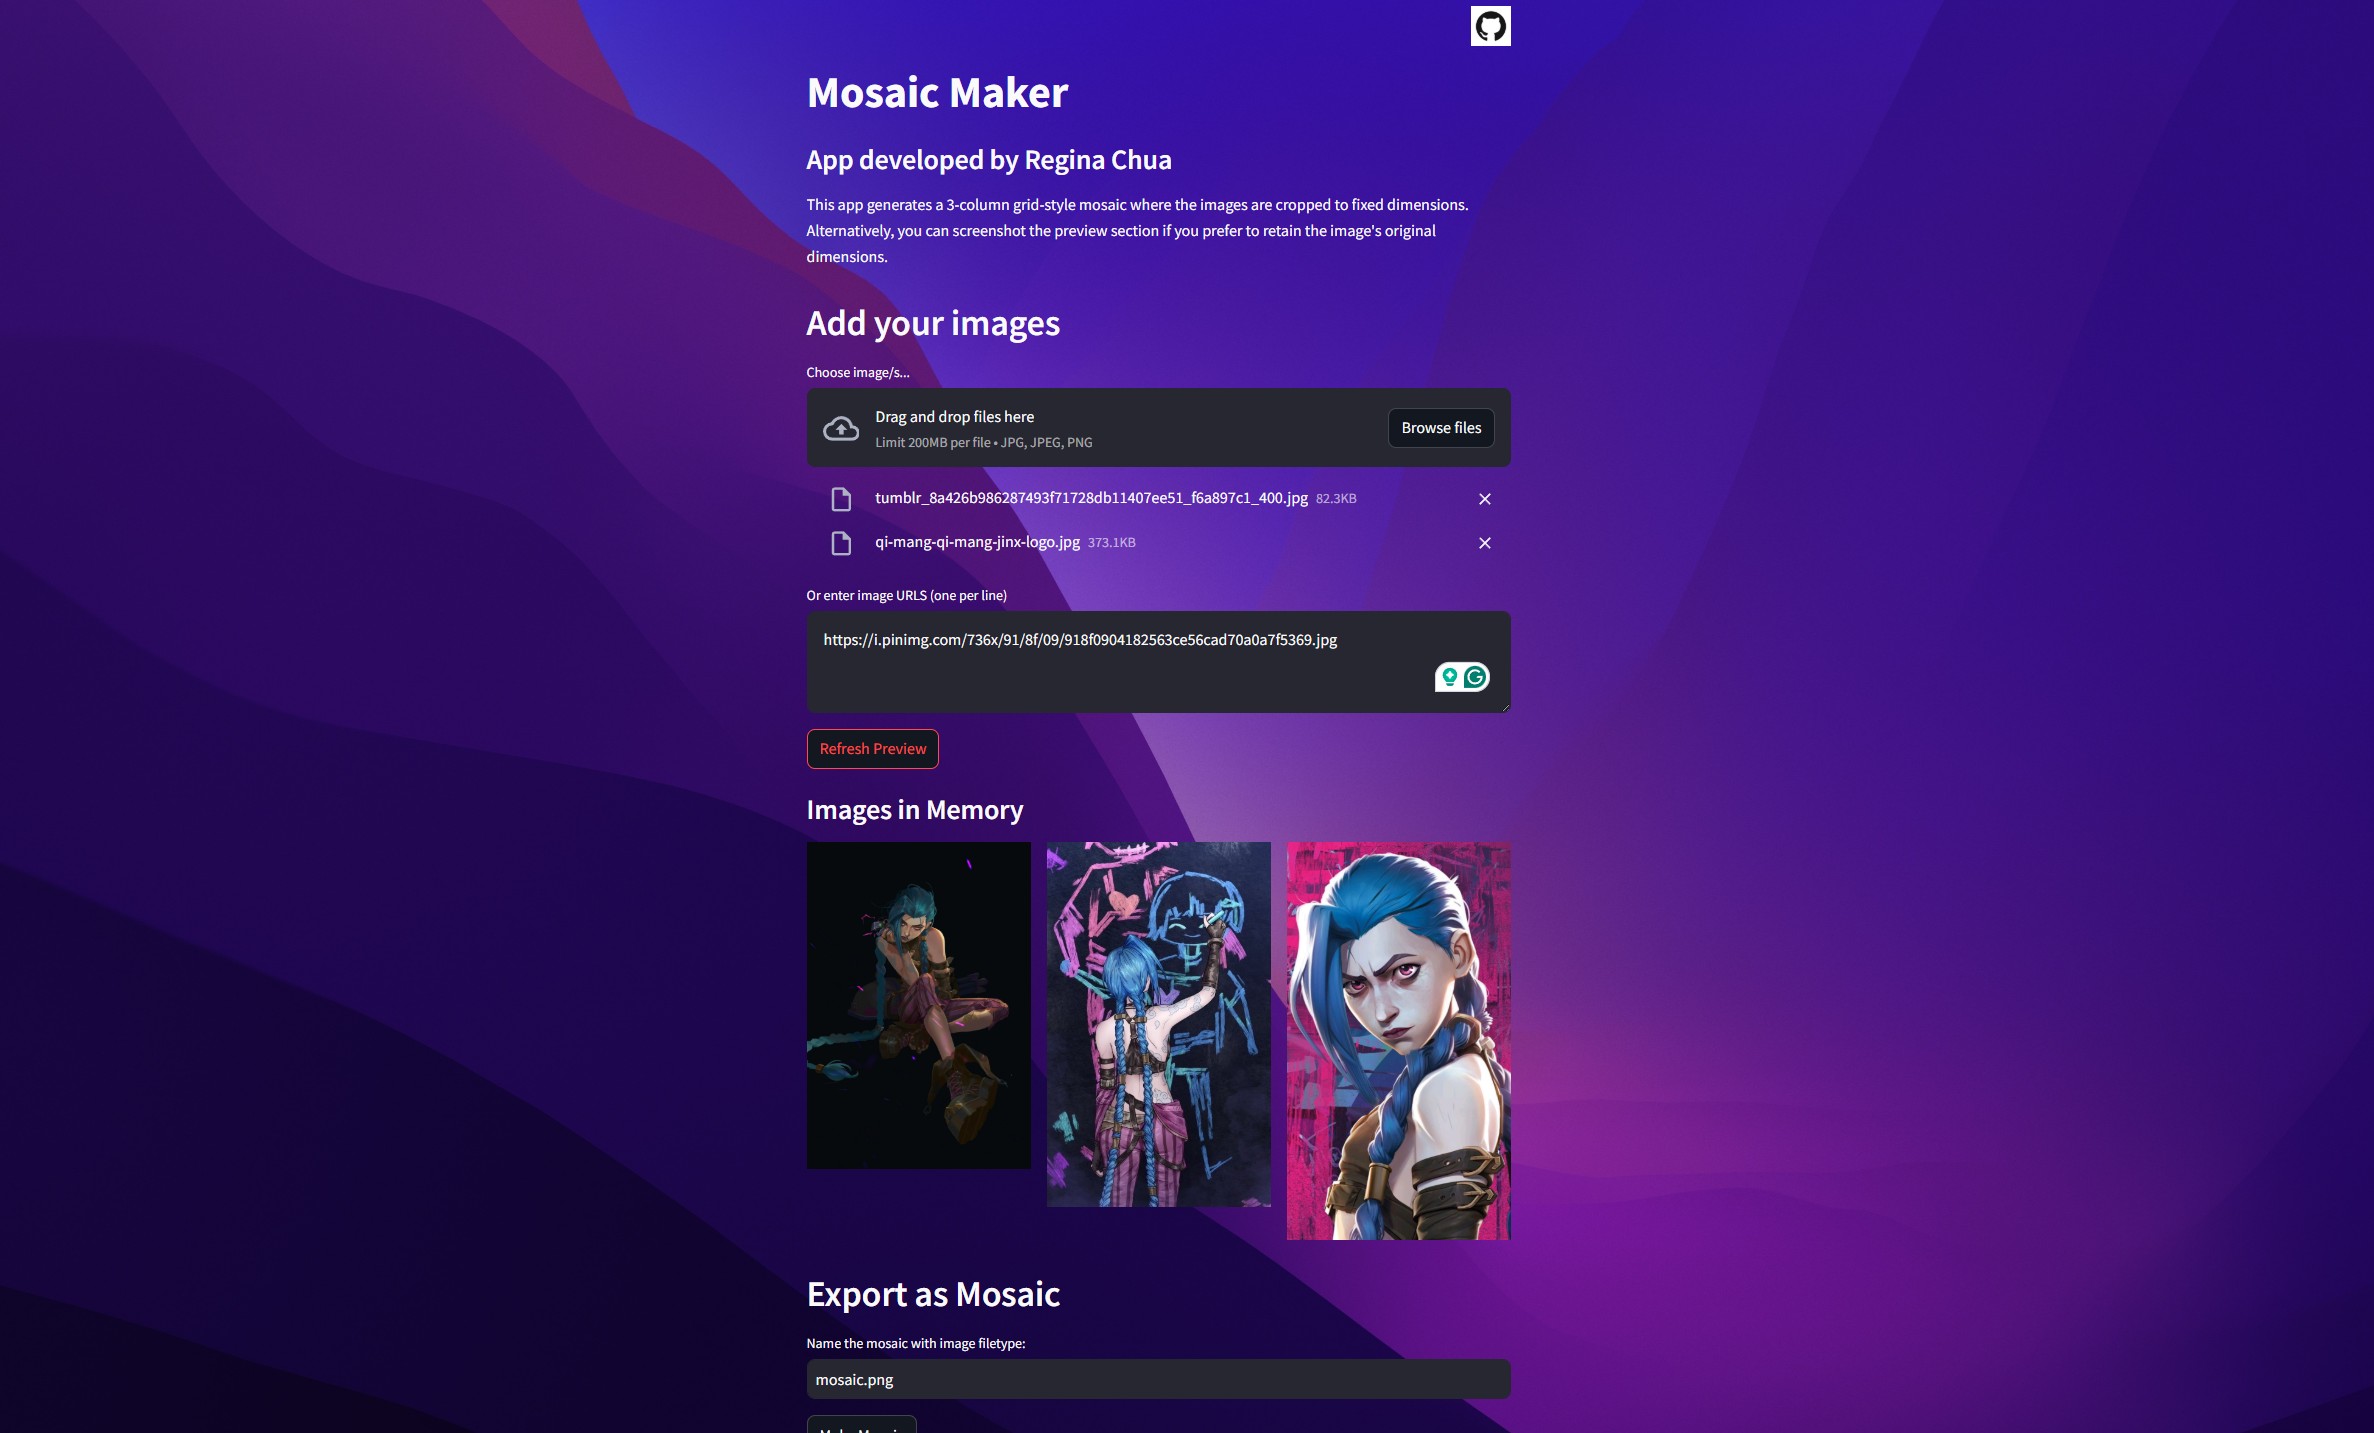 Mosaic Maker
App developed by Regina Chua
This app generates a 3-column grid-style mosaic where the images are cropped to fixed dimensions.
Alternatively, you can screenshot the preview section if you prefer to retain the image's original
dimensions.
Add your images
Choose image/s...
Drag and drop files here
Limit 200MB per file • JPG, JPEG, PNG
Browse files
tumblr_8a426b986287493f71728db11407ee51_f6a897c1_400.jpg 82.3KB
qi-mang-qi-mang-jinx-logo.jpg 373.1KB
Or enter image URLS (one per line)
https://i.pinimg.com/736x/91/8f/09/918f0904182563ce56cad70a0a7f5369.jpg
Refresh Preview
Images in Memory
Export as Mosaic
Name the mosaic with image filetype:
mosaic.png